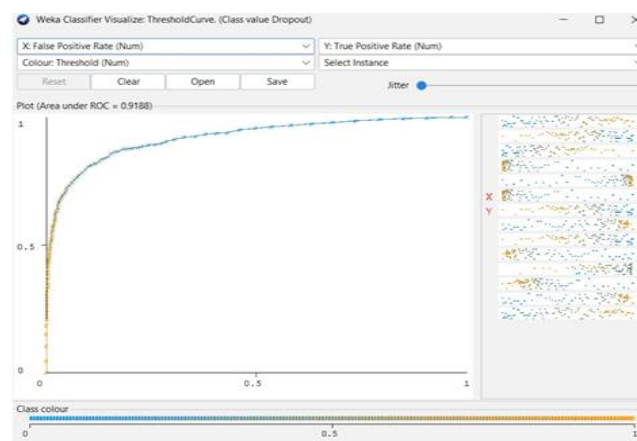 Weka Classifier Visualize: ThresholdCurve. (Class value Dropout)
X: False Positive Rate (Num)
Y: True Positive Rate (Num)
Colour: Threshold (Num)
Select Instance
Reset
Clear
Open
Save
Jitter
Plot (Area under ROC = 0.9188)
1
0.5
0
0
0.5
1
X
Y
Class colour
0
0.5
1